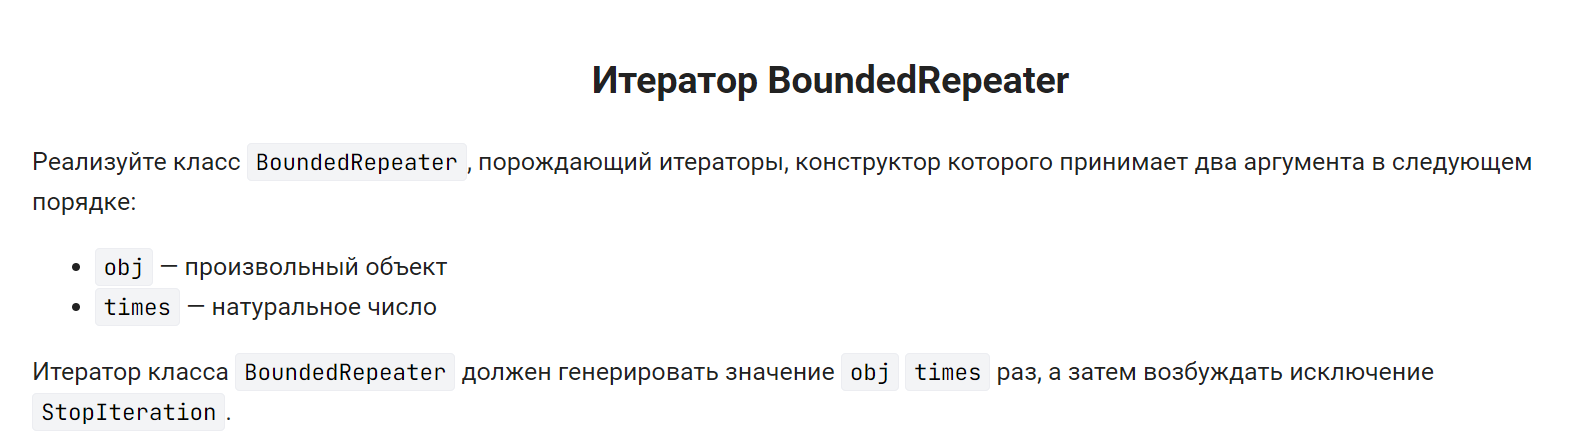 Итератор BoundedRepeater
Реализуйте класс BoundedRepeater, порождающий итераторы, конструктор которого принимает два аргумента в следующем
порядке:
• obj — произвольный объект
• times — натуральное число
Итератор класса BoundedRepeater должен генерировать значение obj times раз, а затем возбуждать исключение
StopIteration.